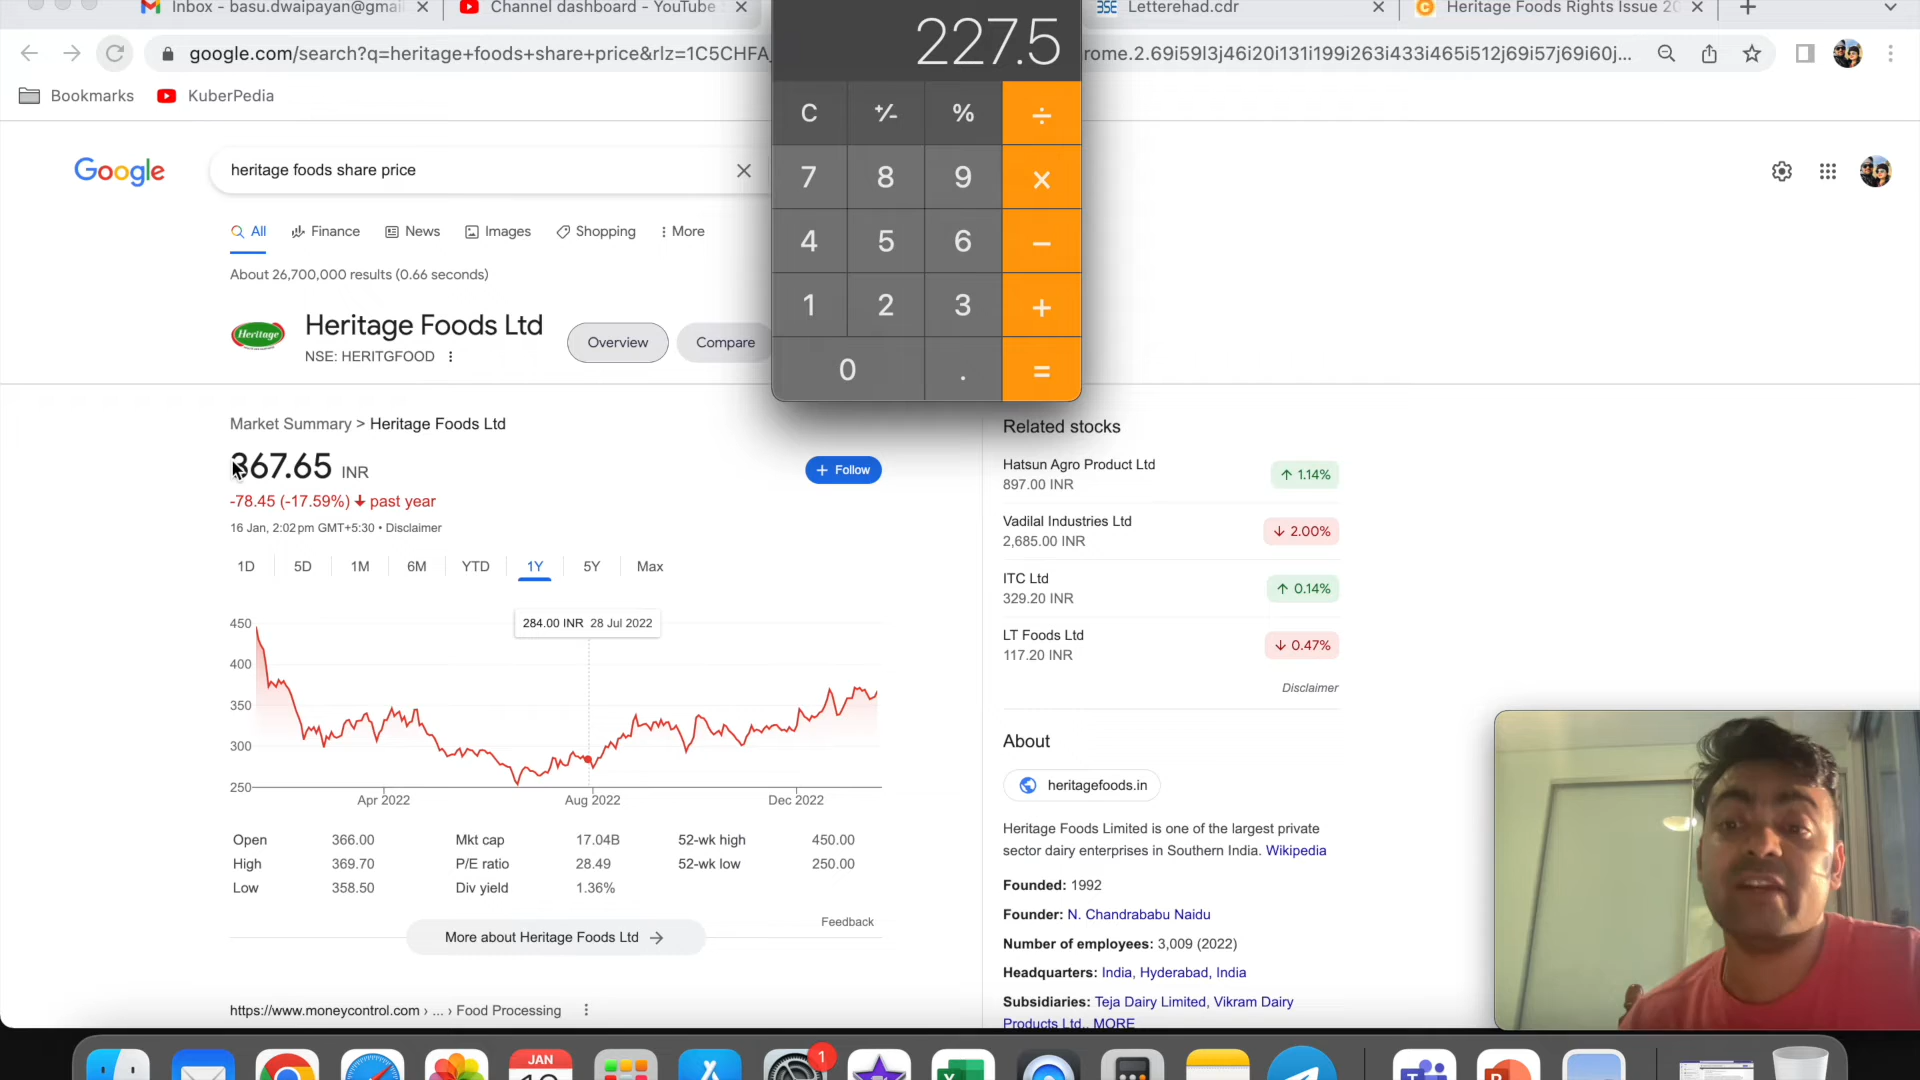 Inbox - basu.dwaipayan@gmai
Channel dashboard - YouTube
Letterehad.cdr
Heritage Foods Rights Issue 20
google.com/search?q=heritage+foods+share+price&rlz=1C5CHFA_
rome.2.69i59l3j46i20i131i199i263i433i465i512j69i57j69i60j...
Bookmarks
KuberPedia
227.5
C +/- % ÷
7 8 9 ×
4 5 6 −
1 2 3 +
0 . =
Google
heritage foods share price
All
Finance
News
Images
Shopping
More
About 26,700,000 results (0.66 seconds)
Heritage
Heritage Foods Ltd
NSE: HERITGFOOD
Overview
Compare
Market Summary > Heritage Foods Ltd
367.65 INR
-78.45 (-17.59%) past year
+ Follow
16 Jan, 2:02 pm GMT+5:30 • Disclaimer
1D 5D 1M 6M YTD 1Y 5Y Max
284.00 INR 28 Jul 2022
450
400
350
300
250
Apr 2022
Aug 2022
Dec 2022
Open 366.00 Mkt cap 17.04B 52-wk high 450.00
High 369.70 P/E ratio 28.49 52-wk low 250.00
Low 358.50 Div yield 1.36%
Feedback
More about Heritage Foods Ltd
https://www.moneycontrol.com › ... › Food Processing
Related stocks
Hatsun Agro Product Ltd
897.00 INR
1.14%
Vadilal Industries Ltd
2,685.00 INR
2.00%
ITC Ltd
329.20 INR
0.14%
LT Foods Ltd
117.20 INR
0.47%
Disclaimer
About
heritagefoods.in
Heritage Foods Limited is one of the largest private
sector dairy enterprises in Southern India. Wikipedia
Founded: 1992
Founder: N. Chandrababu Naidu
Number of employees: 3,009 (2022)
Headquarters: India, Hyderabad, India
Subsidiaries: Teja Dairy Limited, Vikram Dairy
Products Ltd., MORE
JAN
1